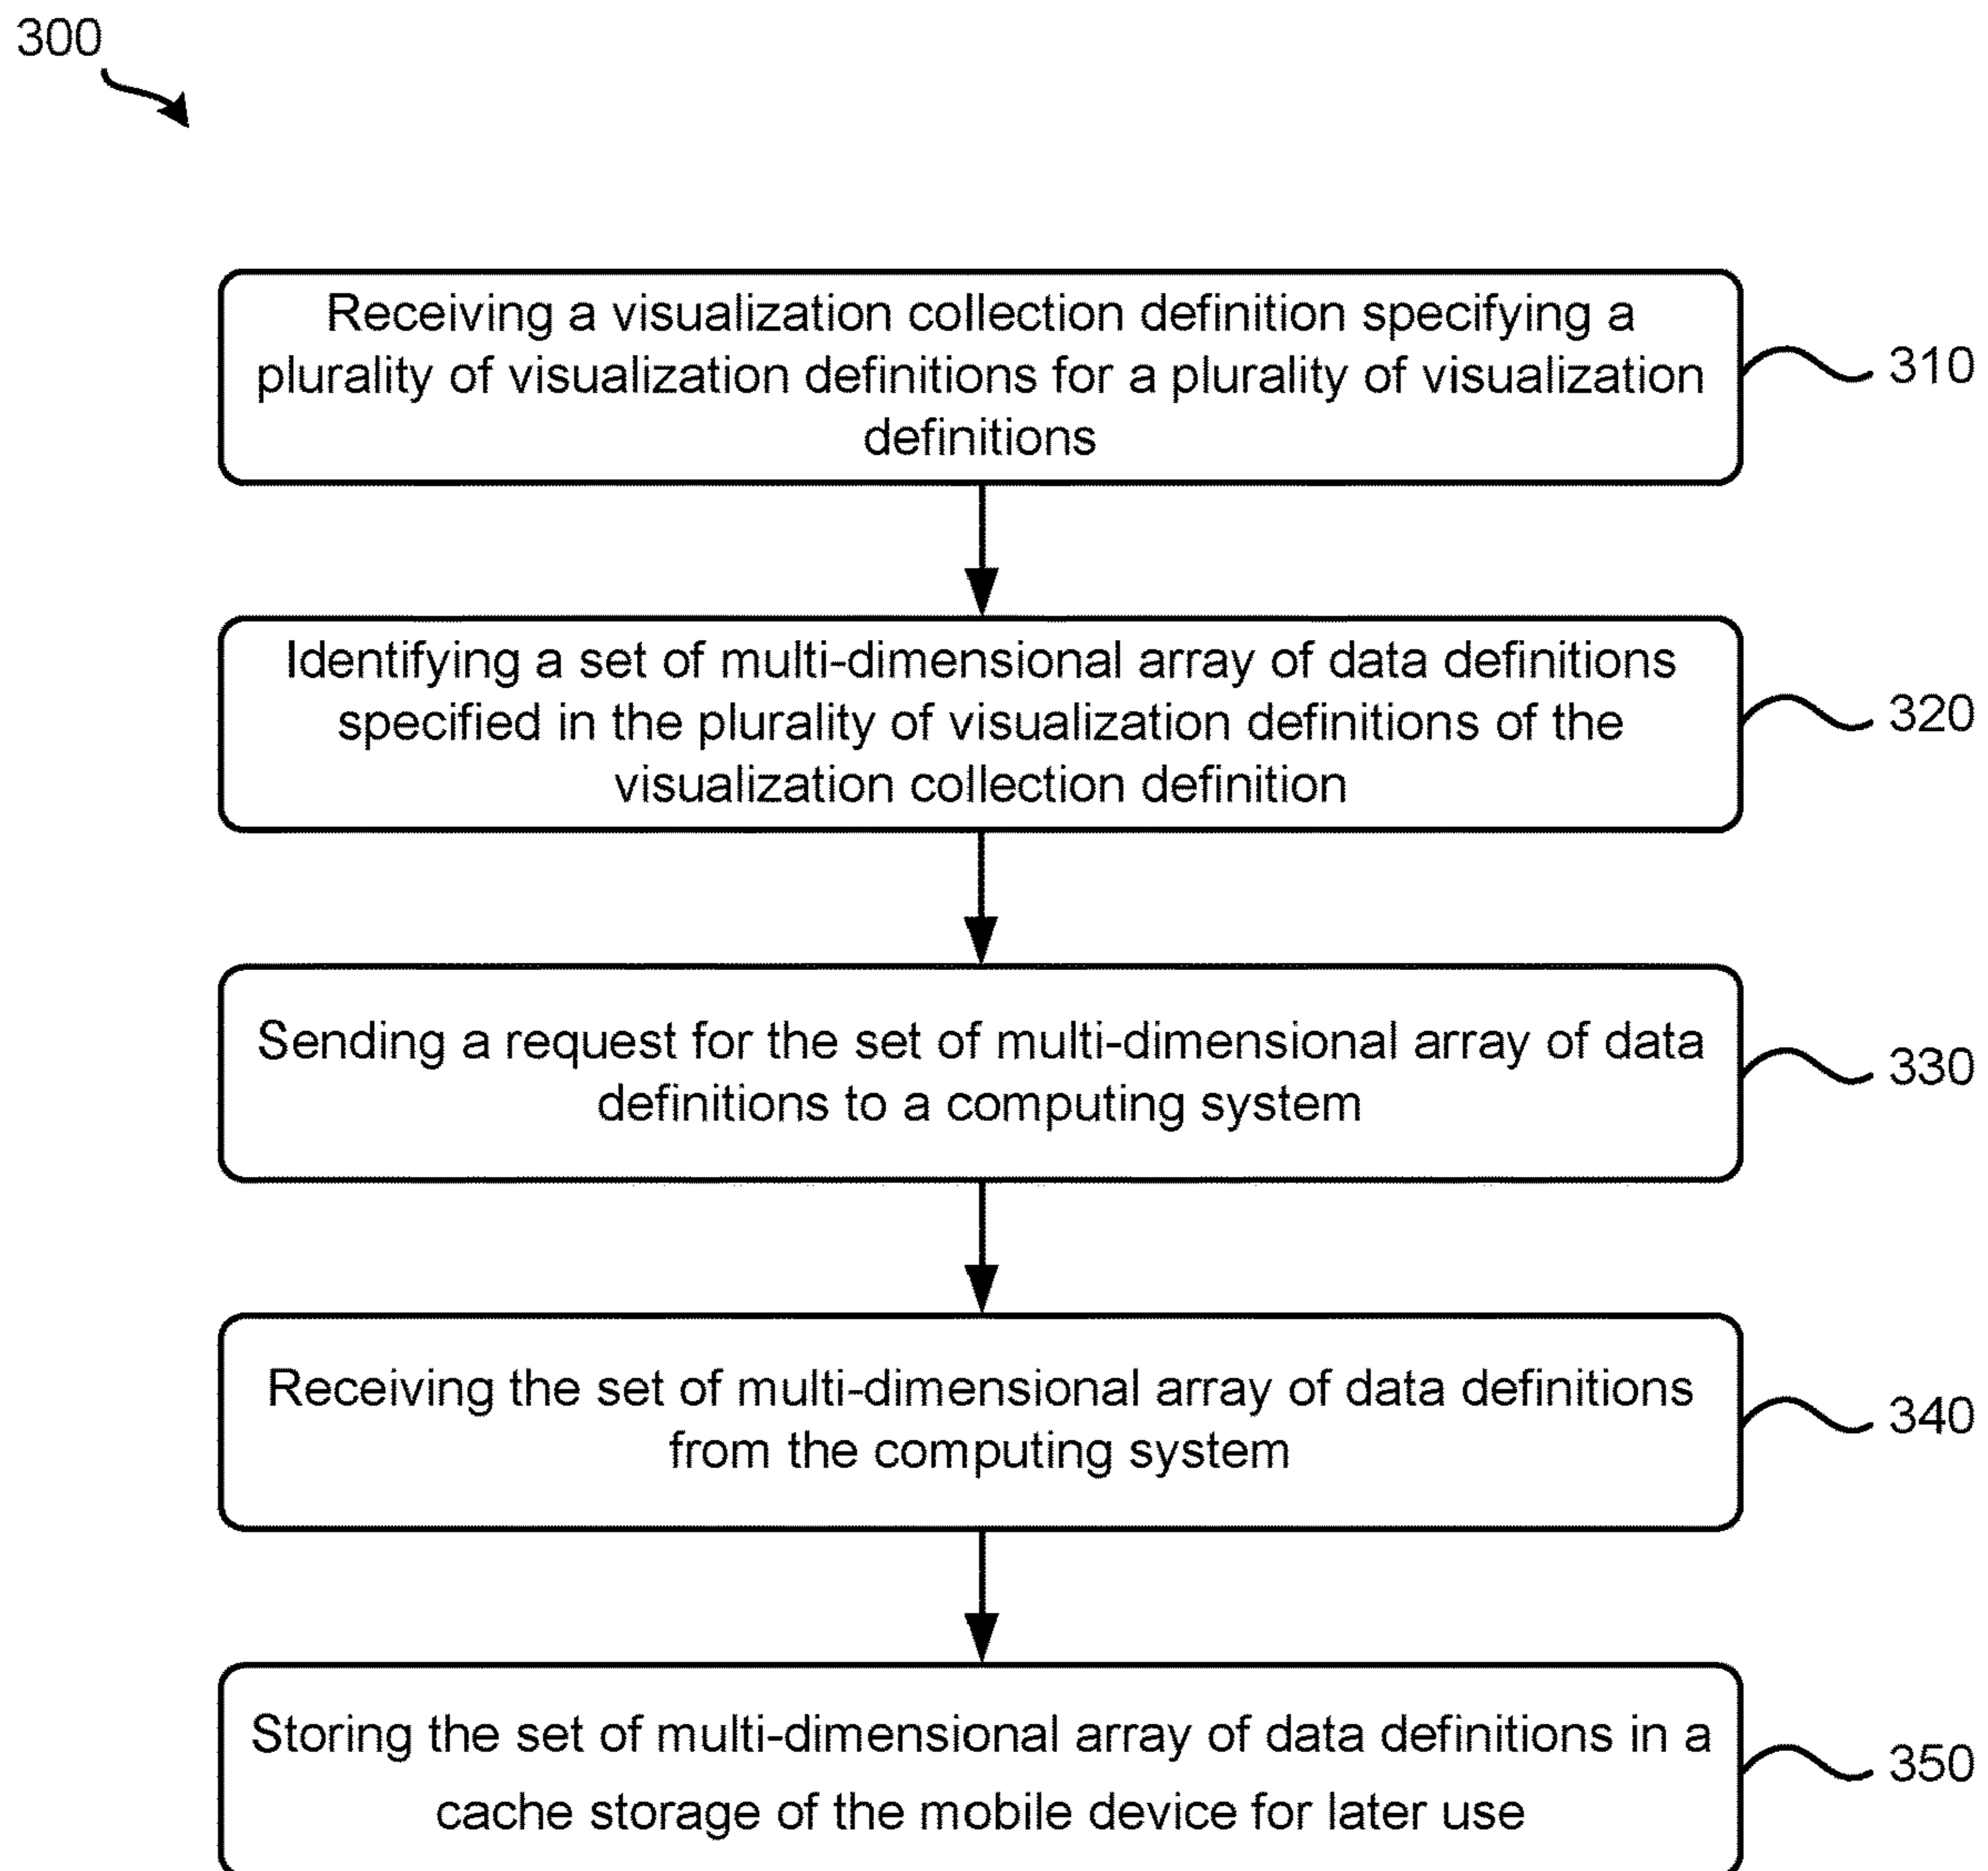 300
Receiving a visualization collection definition specifying a
plurality of visualization definitions for a plurality of visualization
definitions
310
Identifying a set of multi-dimensional array of data definitions
specified in the plurality of visualization definitions of the
visualization collection definition
320
Sending a request for the set of multi-dimensional array of data
definitions to a computing system
330
Receiving the set of multi-dimensional array of data definitions
from the computing system
340
Storing the set of multi-dimensional array of data definitions in a
cache storage of the mobile device for later use
350